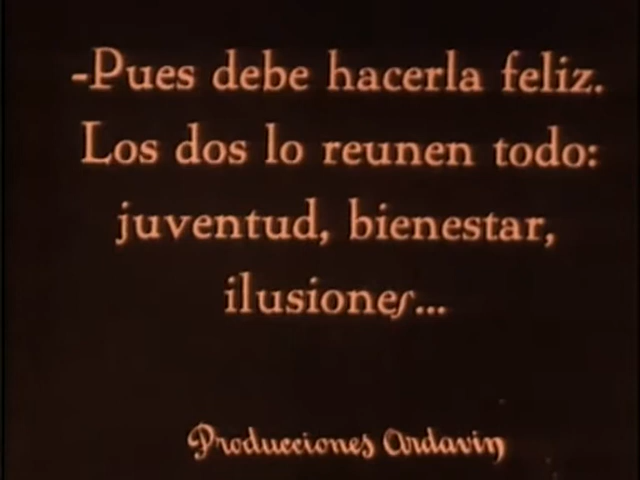 -Pues debe hacerla feliz.
Los dos lo reunen todo:
juventud, bienestar,
ilusiones...
Producciones Ardavin